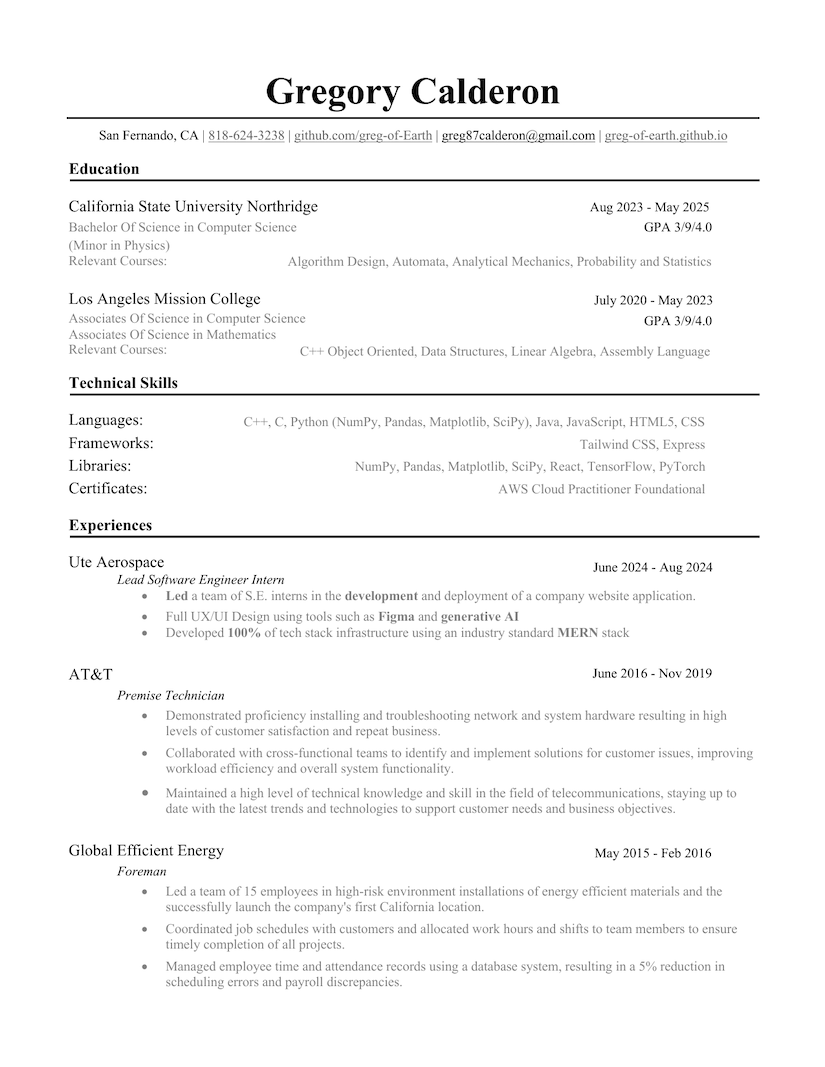 Gregory Calderon
San Fernando, CA | 818-624-3238 | github.com/greg-of-Earth | greg87calderon@gmail.com | greg-of-earth.github.io
Education
California State University Northridge Aug 2023 - May 2025
Bachelor Of Science in Computer Science GPA 3/9/4.0
(Minor in Physics)
Relevant Courses: Algorithm Design, Automata, Analytical Mechanics, Probability and Statistics
Los Angeles Mission College July 2020 - May 2023
Associates Of Science in Computer Science GPA 3/9/4.0
Associates Of Science in Mathematics
Relevant Courses: C++ Object Oriented, Data Structures, Linear Algebra, Assembly Language
Technical Skills
Languages: C++, C, Python (NumPy, Pandas, Matplotlib, SciPy), Java, JavaScript, HTML5, CSS
Frameworks: Tailwind CSS, Express
Libraries: NumPy, Pandas, Matplotlib, SciPy, React, TensorFlow, PyTorch
Certificates: AWS Cloud Practitioner Foundational
Experiences
Ute Aerospace June 2024 - Aug 2024
Lead Software Engineer Intern
• Led a team of S.E. interns in the development and deployment of a company website application.
• Full UX/UI Design using tools such as Figma and generative AI
• Developed 100% of tech stack infrastructure using an industry standard MERN stack
AT&T June 2016 - Nov 2019
Premise Technician
• Demonstrated proficiency installing and troubleshooting network and system hardware resulting in high
levels of customer satisfaction and repeat business.
• Collaborated with cross-functional teams to identify and implement solutions for customer issues, improving
workload efficiency and overall system functionality.
• Maintained a high level of technical knowledge and skill in the field of telecommunications, staying up to
date with the latest trends and technologies to support customer needs and business objectives.
Global Efficient Energy May 2015 - Feb 2016
Foreman
• Led a team of 15 employees in high-risk environment installations of energy efficient materials and the
successfully launch the company's first California location.
• Coordinated job schedules with customers and allocated work hours and shifts to team members to ensure
timely completion of all projects.
• Managed employee time and attendance records using a database system, resulting in a 5% reduction in
scheduling errors and payroll discrepancies.